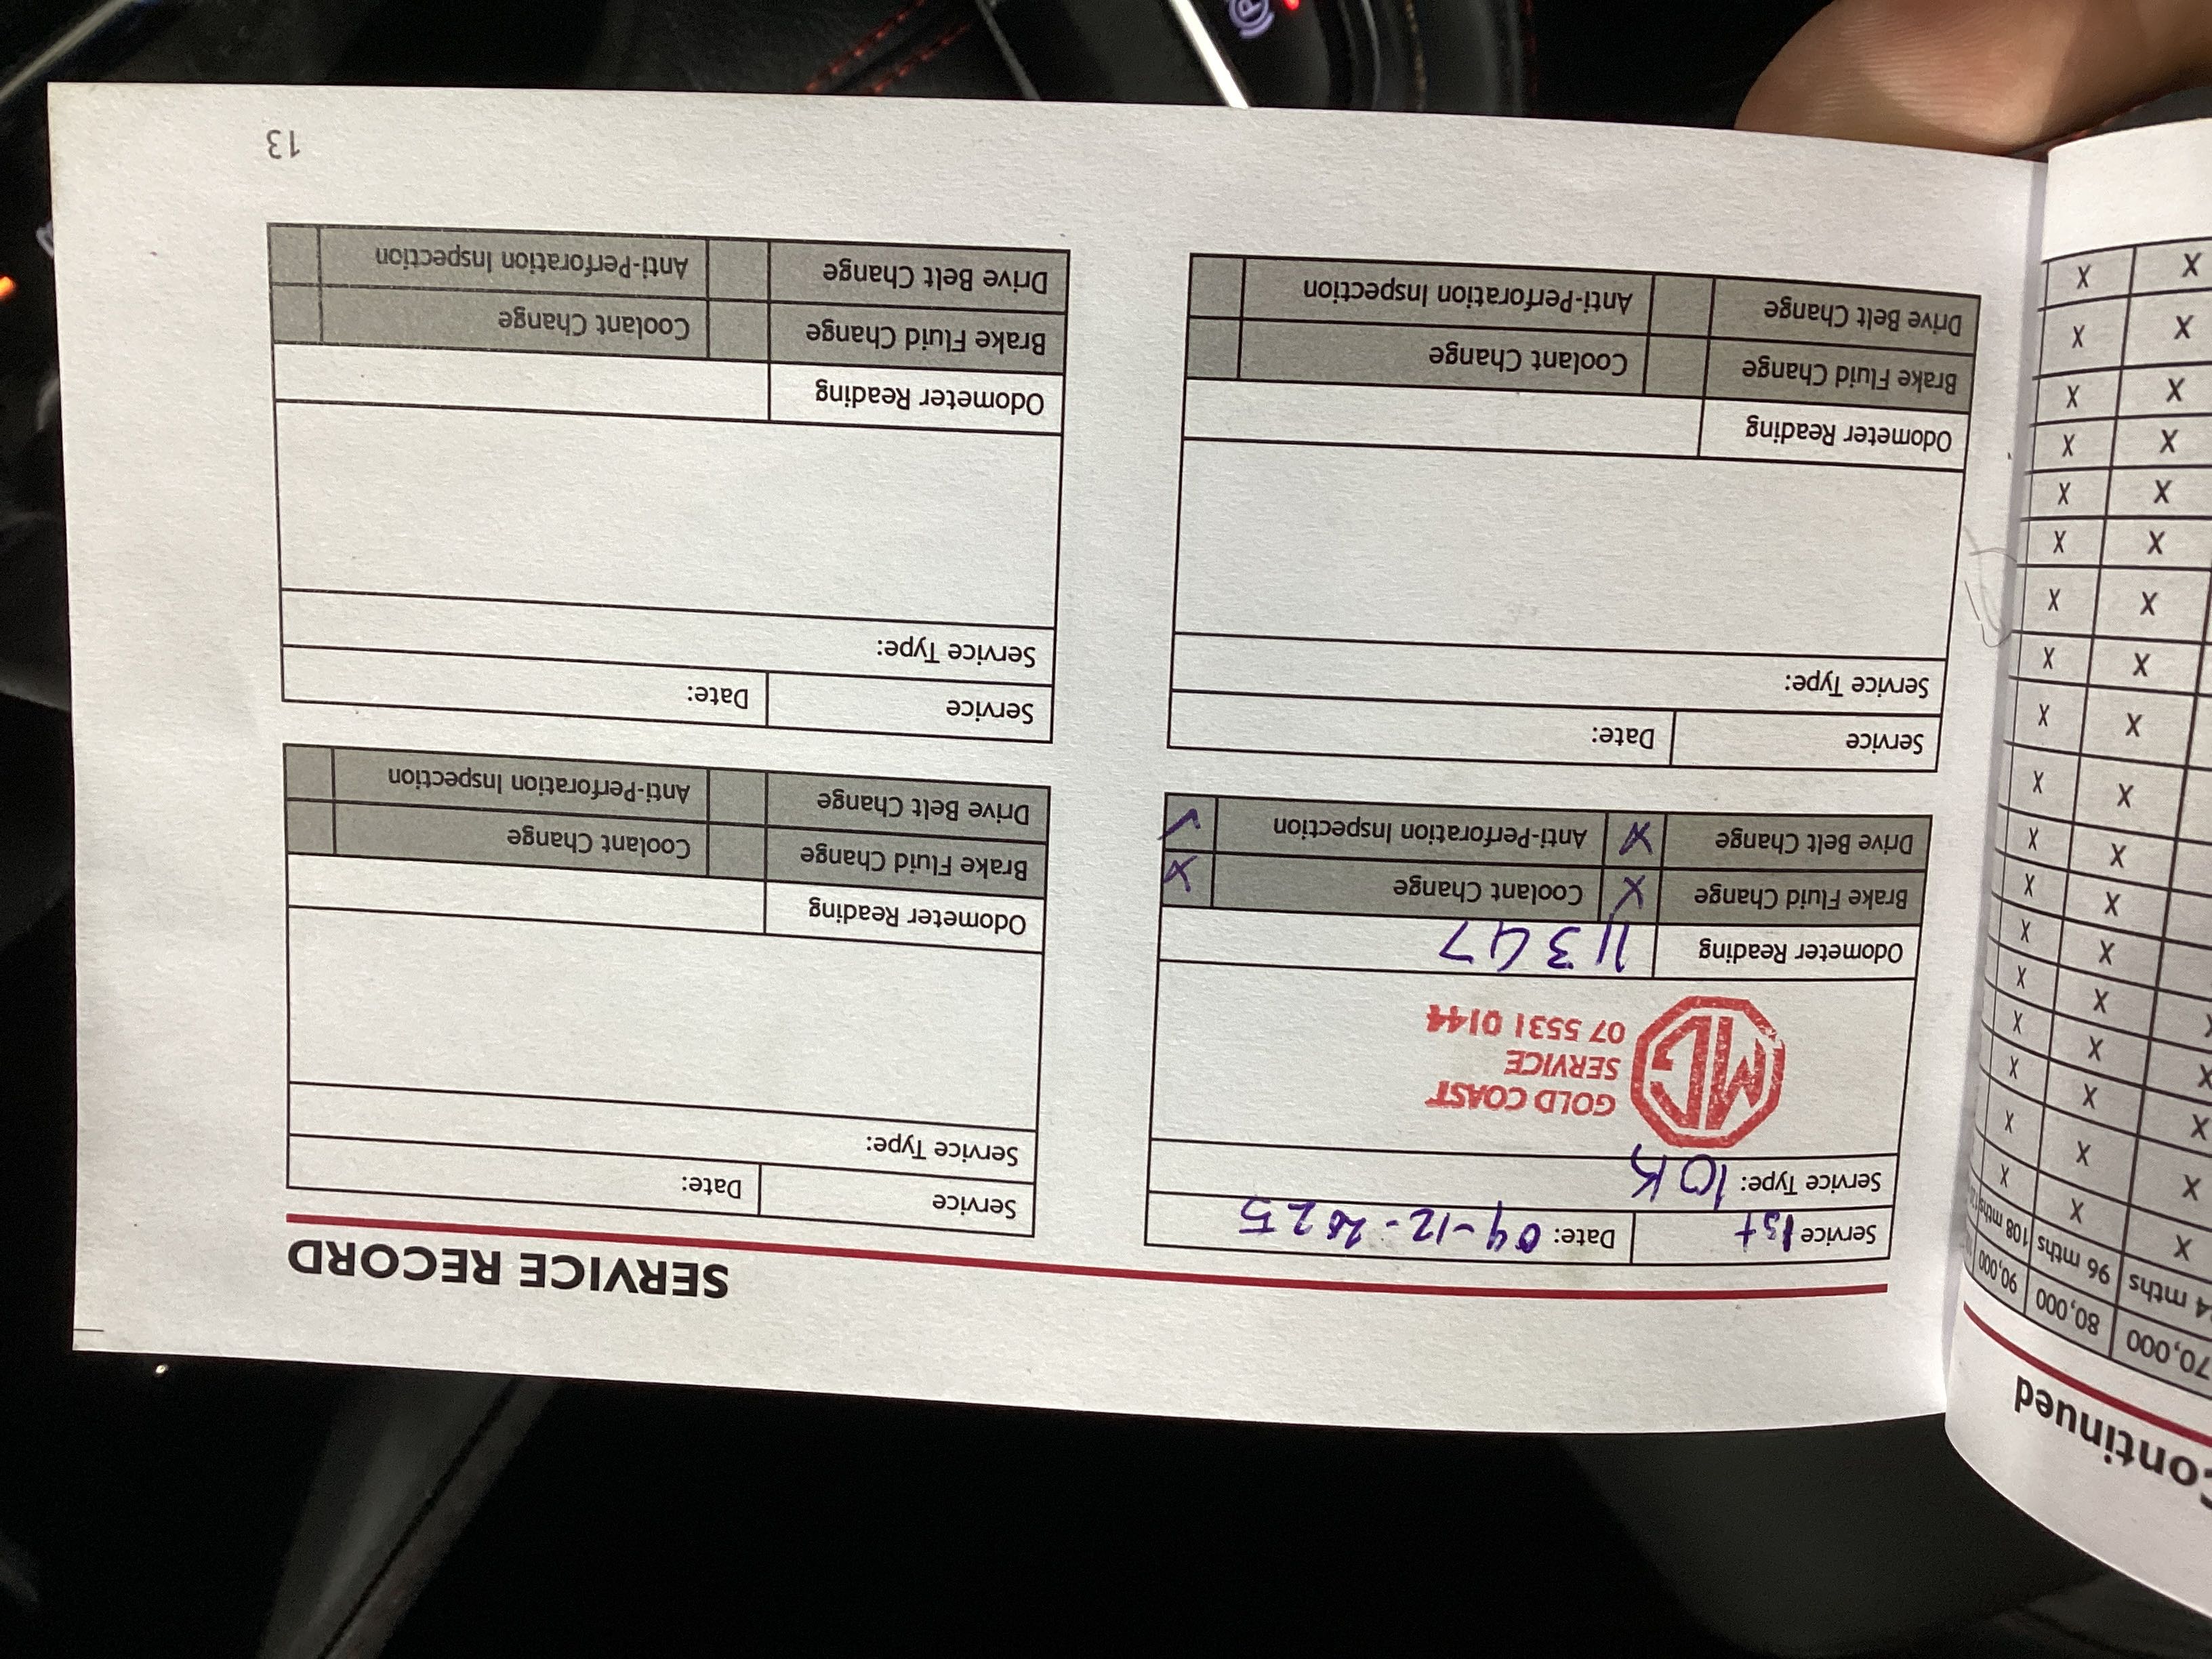 Continued
70,000 80,000 90,000
4 mths 96 mths 108 mths
SERVICE RECORD
Service 1st Date: 09-12-2025
Service Type: 10K
MG
GOLD COAST
SERVICE
07 5531 0144
Odometer Reading 11347
Brake Fluid Change X Coolant Change X
Drive Belt Change X Anti-Perforation Inspection ✓
Service Date:
Service Type:
Odometer Reading
Brake Fluid Change Coolant Change
Drive Belt Change Anti-Perforation Inspection
Service Date:
Service Type:
Odometer Reading
Brake Fluid Change Coolant Change
Drive Belt Change Anti-Perforation Inspection
Service Date:
Service Type:
Odometer Reading
Brake Fluid Change Coolant Change
Drive Belt Change Anti-Perforation Inspection
13